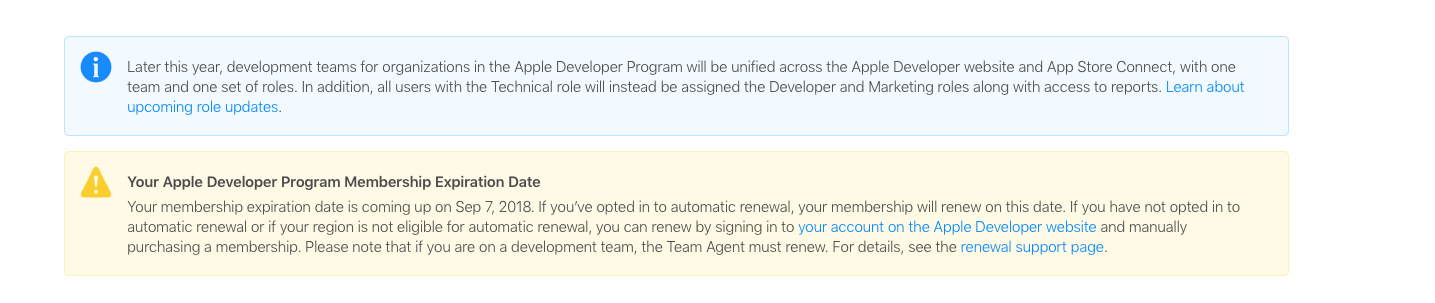 Later this year, development teams for organizations in the Apple Developer Program will be unified across the Apple Developer website and App Store Connect, with one
team and one set of roles. In addition, all users with the Technical role will instead be assigned the Developer and Marketing roles along with access to reports. Learn about
upcoming role updates.
Your Apple Developer Program Membership Expiration Date
Your membership expiration date is coming up on Sep 7, 2018. If you’ve opted in to automatic renewal, your membership will renew on this date. If you have not opted in to
automatic renewal or if your region is not eligible for automatic renewal, you can renew by signing in to your account on the Apple Developer website and manually
purchasing a membership. Please note that if you are on a development team, the Team Agent must renew. For details, see the renewal support page.